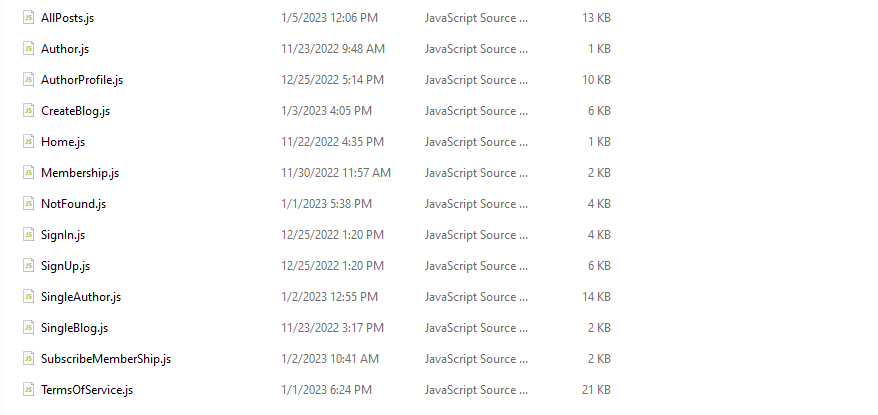 AllPosts.js 1/5/2023 12:06 PM JavaScript Source ... 13 KB
Author.js 11/23/2022 9:48 AM JavaScript Source ... 1 KB
AuthorProfile.js 12/25/2022 5:14 PM JavaScript Source ... 10 KB
CreateBlog.js 1/3/2023 4:05 PM JavaScript Source ... 6 KB
Home.js 11/22/2022 4:35 PM JavaScript Source ... 1 KB
Membership.js 11/30/2022 11:57 AM JavaScript Source ... 2 KB
NotFound.js 1/1/2023 5:38 PM JavaScript Source ... 4 KB
SignIn.js 12/25/2022 1:20 PM JavaScript Source ... 4 KB
SignUp.js 12/25/2022 1:20 PM JavaScript Source ... 6 KB
SingleAuthor.js 1/2/2023 12:55 PM JavaScript Source ... 14 KB
SingleBlog.js 11/23/2022 3:17 PM JavaScript Source ... 2 KB
SubscribeMemberShip.js 1/2/2023 10:41 AM JavaScript Source ... 2 KB
TermsOfService.js 1/1/2023 6:24 PM JavaScript Source ... 21 KB